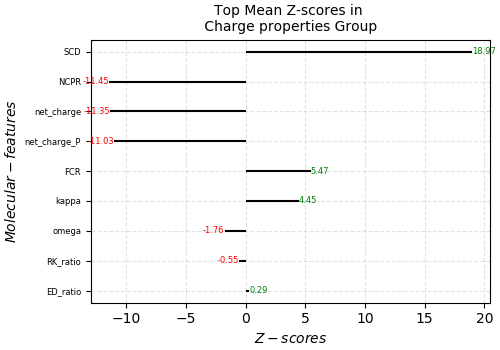 Top Mean Z-scores in
Charge properties Group
Molecular − features
SCD
18.97
NCPR
-11.45
net_charge
-11.35
net_charge_P
-11.03
FCR
5.47
kappa
4.45
omega
-1.76
RK_ratio
-0.55
ED_ratio
0.29
−10 −5 0 5 10 15 20
Z − scores